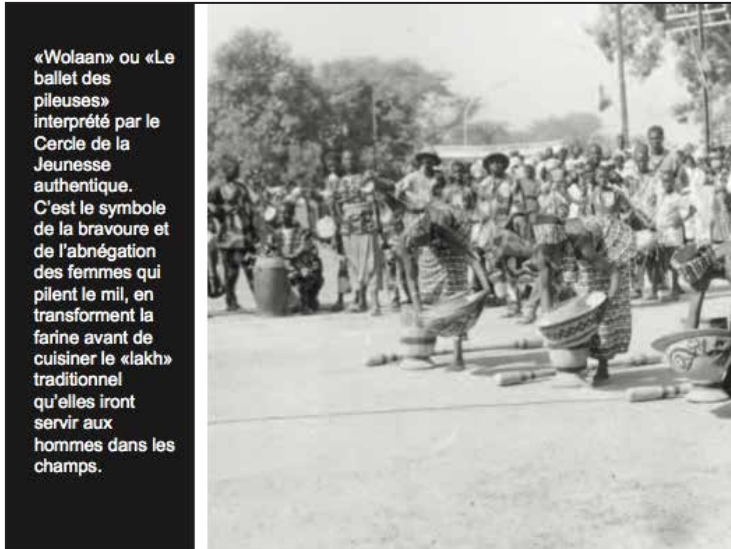 «Wolaan» ou «Le
ballet des
pileuses»
interprété par le
Cercle de la
Jeunesse
authentique.
C'est le symbole
de la bravoure et
de l'abnégation
des femmes qui
pilent le mil, en
transforment la
farine avant de
cuisiner le «lakh»
traditionnel
qu'elles iront
servir aux
hommes dans les
champs.